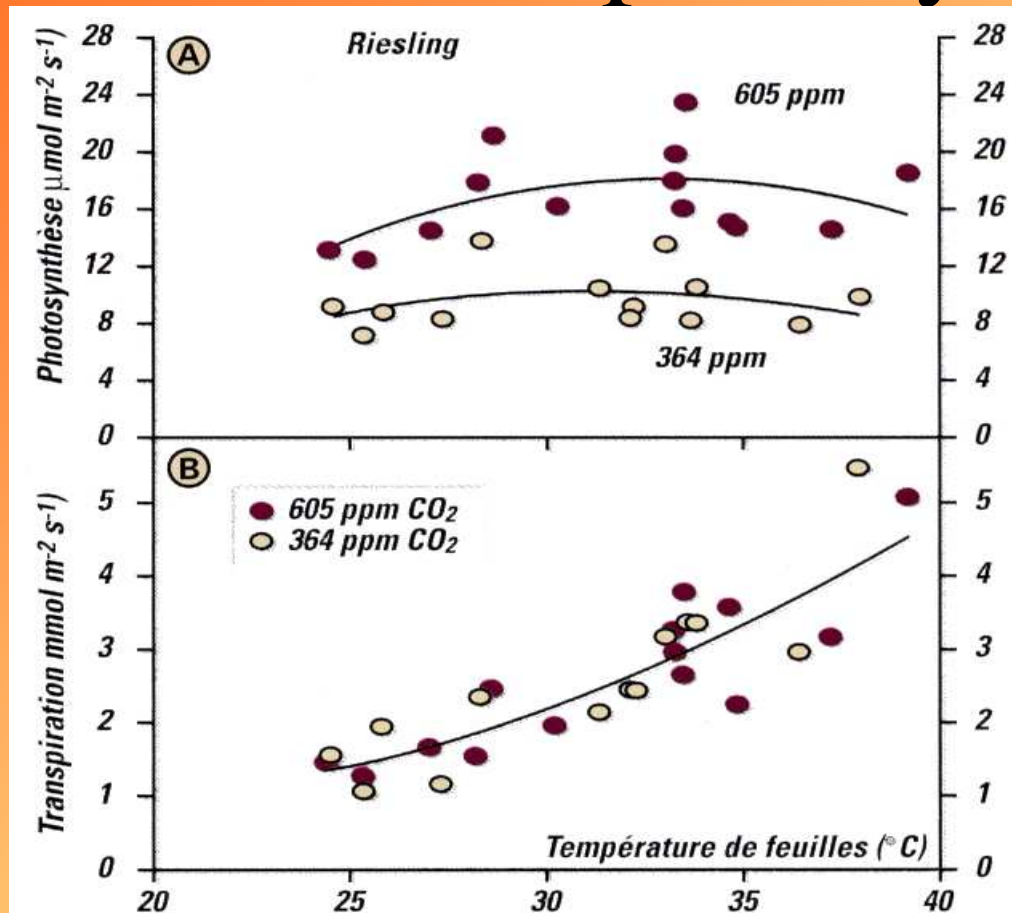 A
Riesling
28
24
20
16
12
8
4
0
28
24
20
16
12
8
4
0
Photosynthèse μmol m-2 s-1)
605 ppm
364 ppm
B
605 ppm CO2
364 ppm CO2
5
4
3
2
1
0
5
4
3
2
1
0
Transpiration mmol m-2 s-1)
Température de feuilles (°C)
20 25 30 35 40